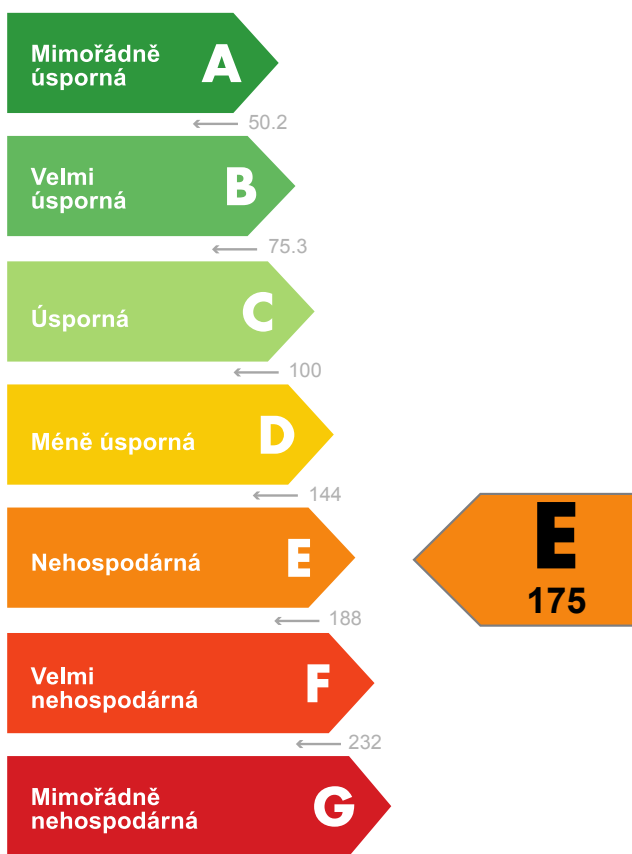 Mimořádně
úsporná
A
← 50.2
Velmi
úsporná
B
← 75.3
Úsporná
C
← 100
Méně úsporná
D
← 144
Nehospodárná
E
E
175
← 188
Velmi
nehospodárná
F
← 232
Mimořádně
nehospodárná
G